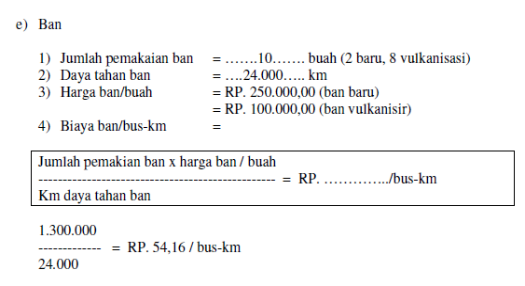 e) Ban
1) Jumlah pemakaian ban = …….10……. buah (2 baru, 8 vulkanisasi)
2) Daya tahan ban = ….24.000….. km
3) Harga ban/buah = RP. 250.000,00 (ban baru)
= RP. 100.000,00 (ban vulkanisir)
4) Biaya ban/bus-km =
Jumlah pemakian ban x harga ban / buah
------------------------------------------------- = RP. …………../bus-km
Km daya tahan ban
1.300.000
------------- = RP. 54,16 / bus-km
24.000